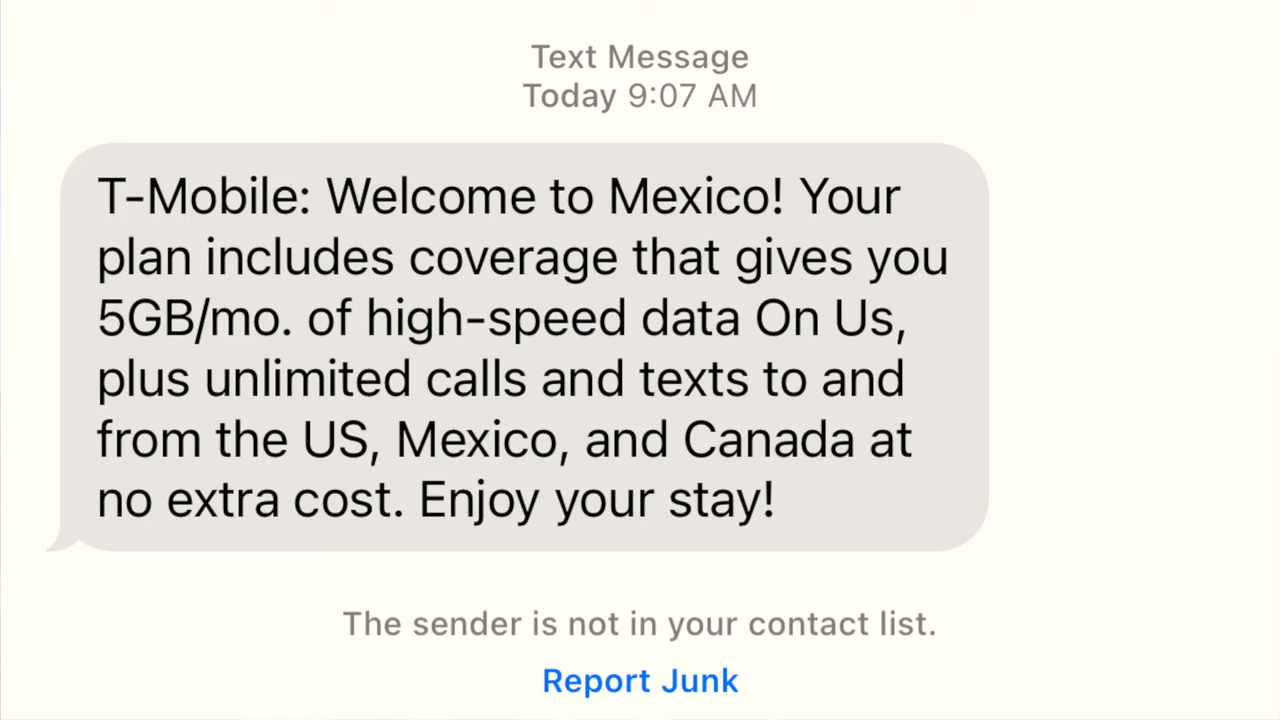 Text Message
Today 9:07 AM
T-Mobile: Welcome to Mexico! Your
plan includes coverage that gives you
5GB/mo. of high-speed data On Us,
plus unlimited calls and texts to and
from the US, Mexico, and Canada at
no extra cost. Enjoy your stay!
The sender is not in your contact list.
Report Junk